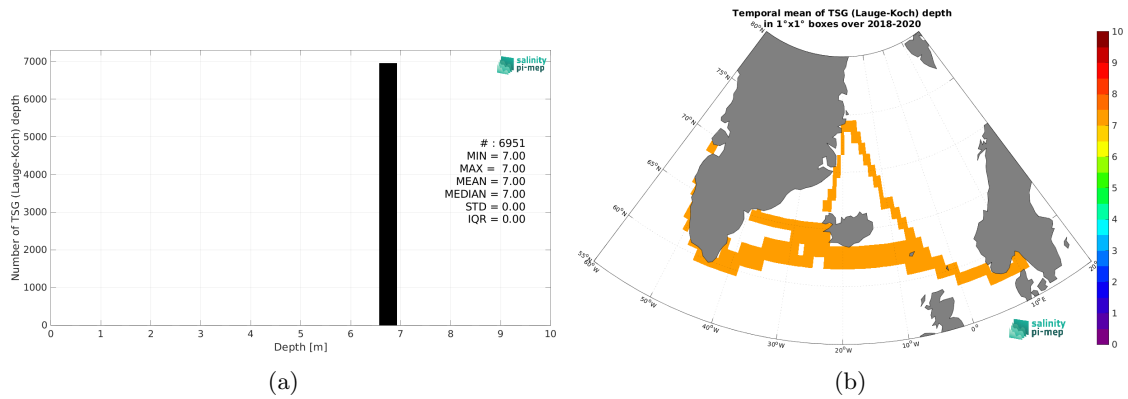 7000
6000
5000
4000
3000
2000
1000
0
Number of TSG (Lauge-Koch) depth
0 1 2 3 4 5 6 7 8 9 10
Depth [m]
salinity
pi-mep
# : 6951
MIN = 7.00
MAX = 7.00
MEAN = 7.00
MEDIAN = 7.00
STD = 0.00
IQR = 0.00
(a)
Temporal mean of TSG (Lauge-Koch) depth
in 1°x1° boxes over 2018-2020
80°N
75°N
70°N
65°N
60°N
55°N
60°W
50°W
40°W
30°W
20°W
10°W
0°
10°E
salinity
pi-mep
10
9
8
7
6
5
4
3
2
1
0
(b)